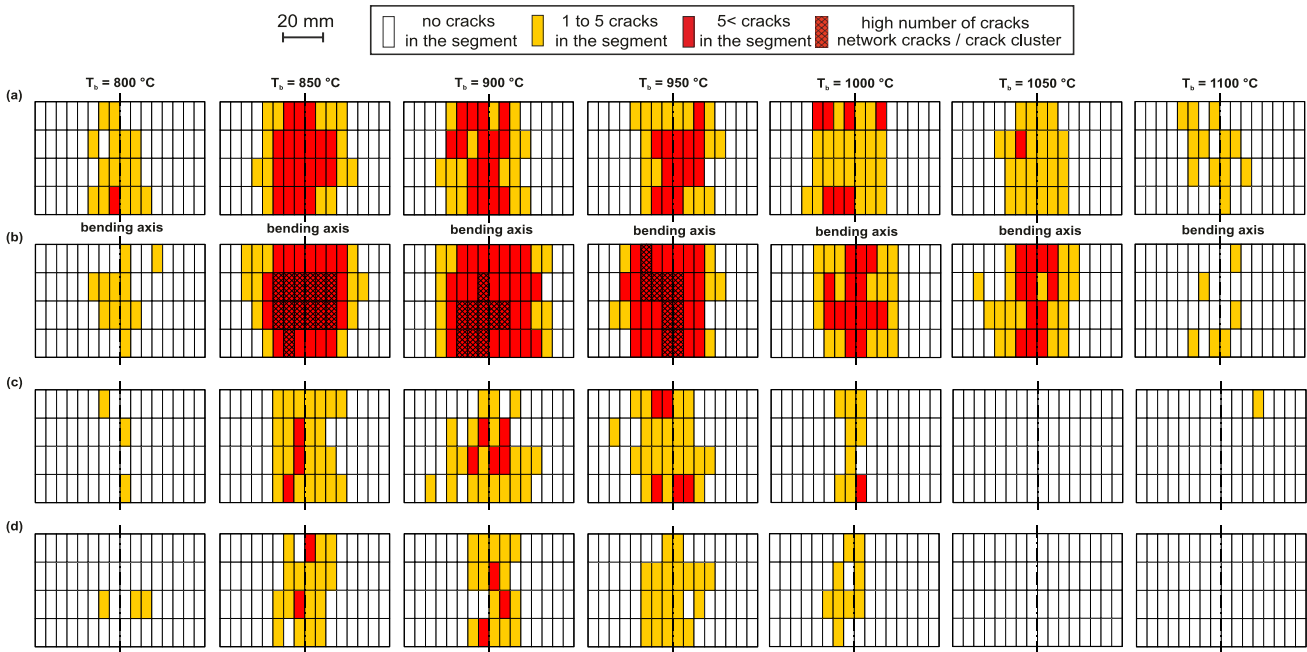 20 mm
no cracks
in the segment
1 to 5 cracks
in the segment
5< cracks
in the segment
high number of cracks
network cracks / crack cluster
T_b = 800 °C
T_b = 850 °C
T_b = 900 °C
T_b = 950 °C
T_b = 1000 °C
T_b = 1050 °C
T_b = 1100 °C
(a)
bending axis
bending axis
bending axis
bending axis
bending axis
bending axis
bending axis
(b)
(c)
(d)